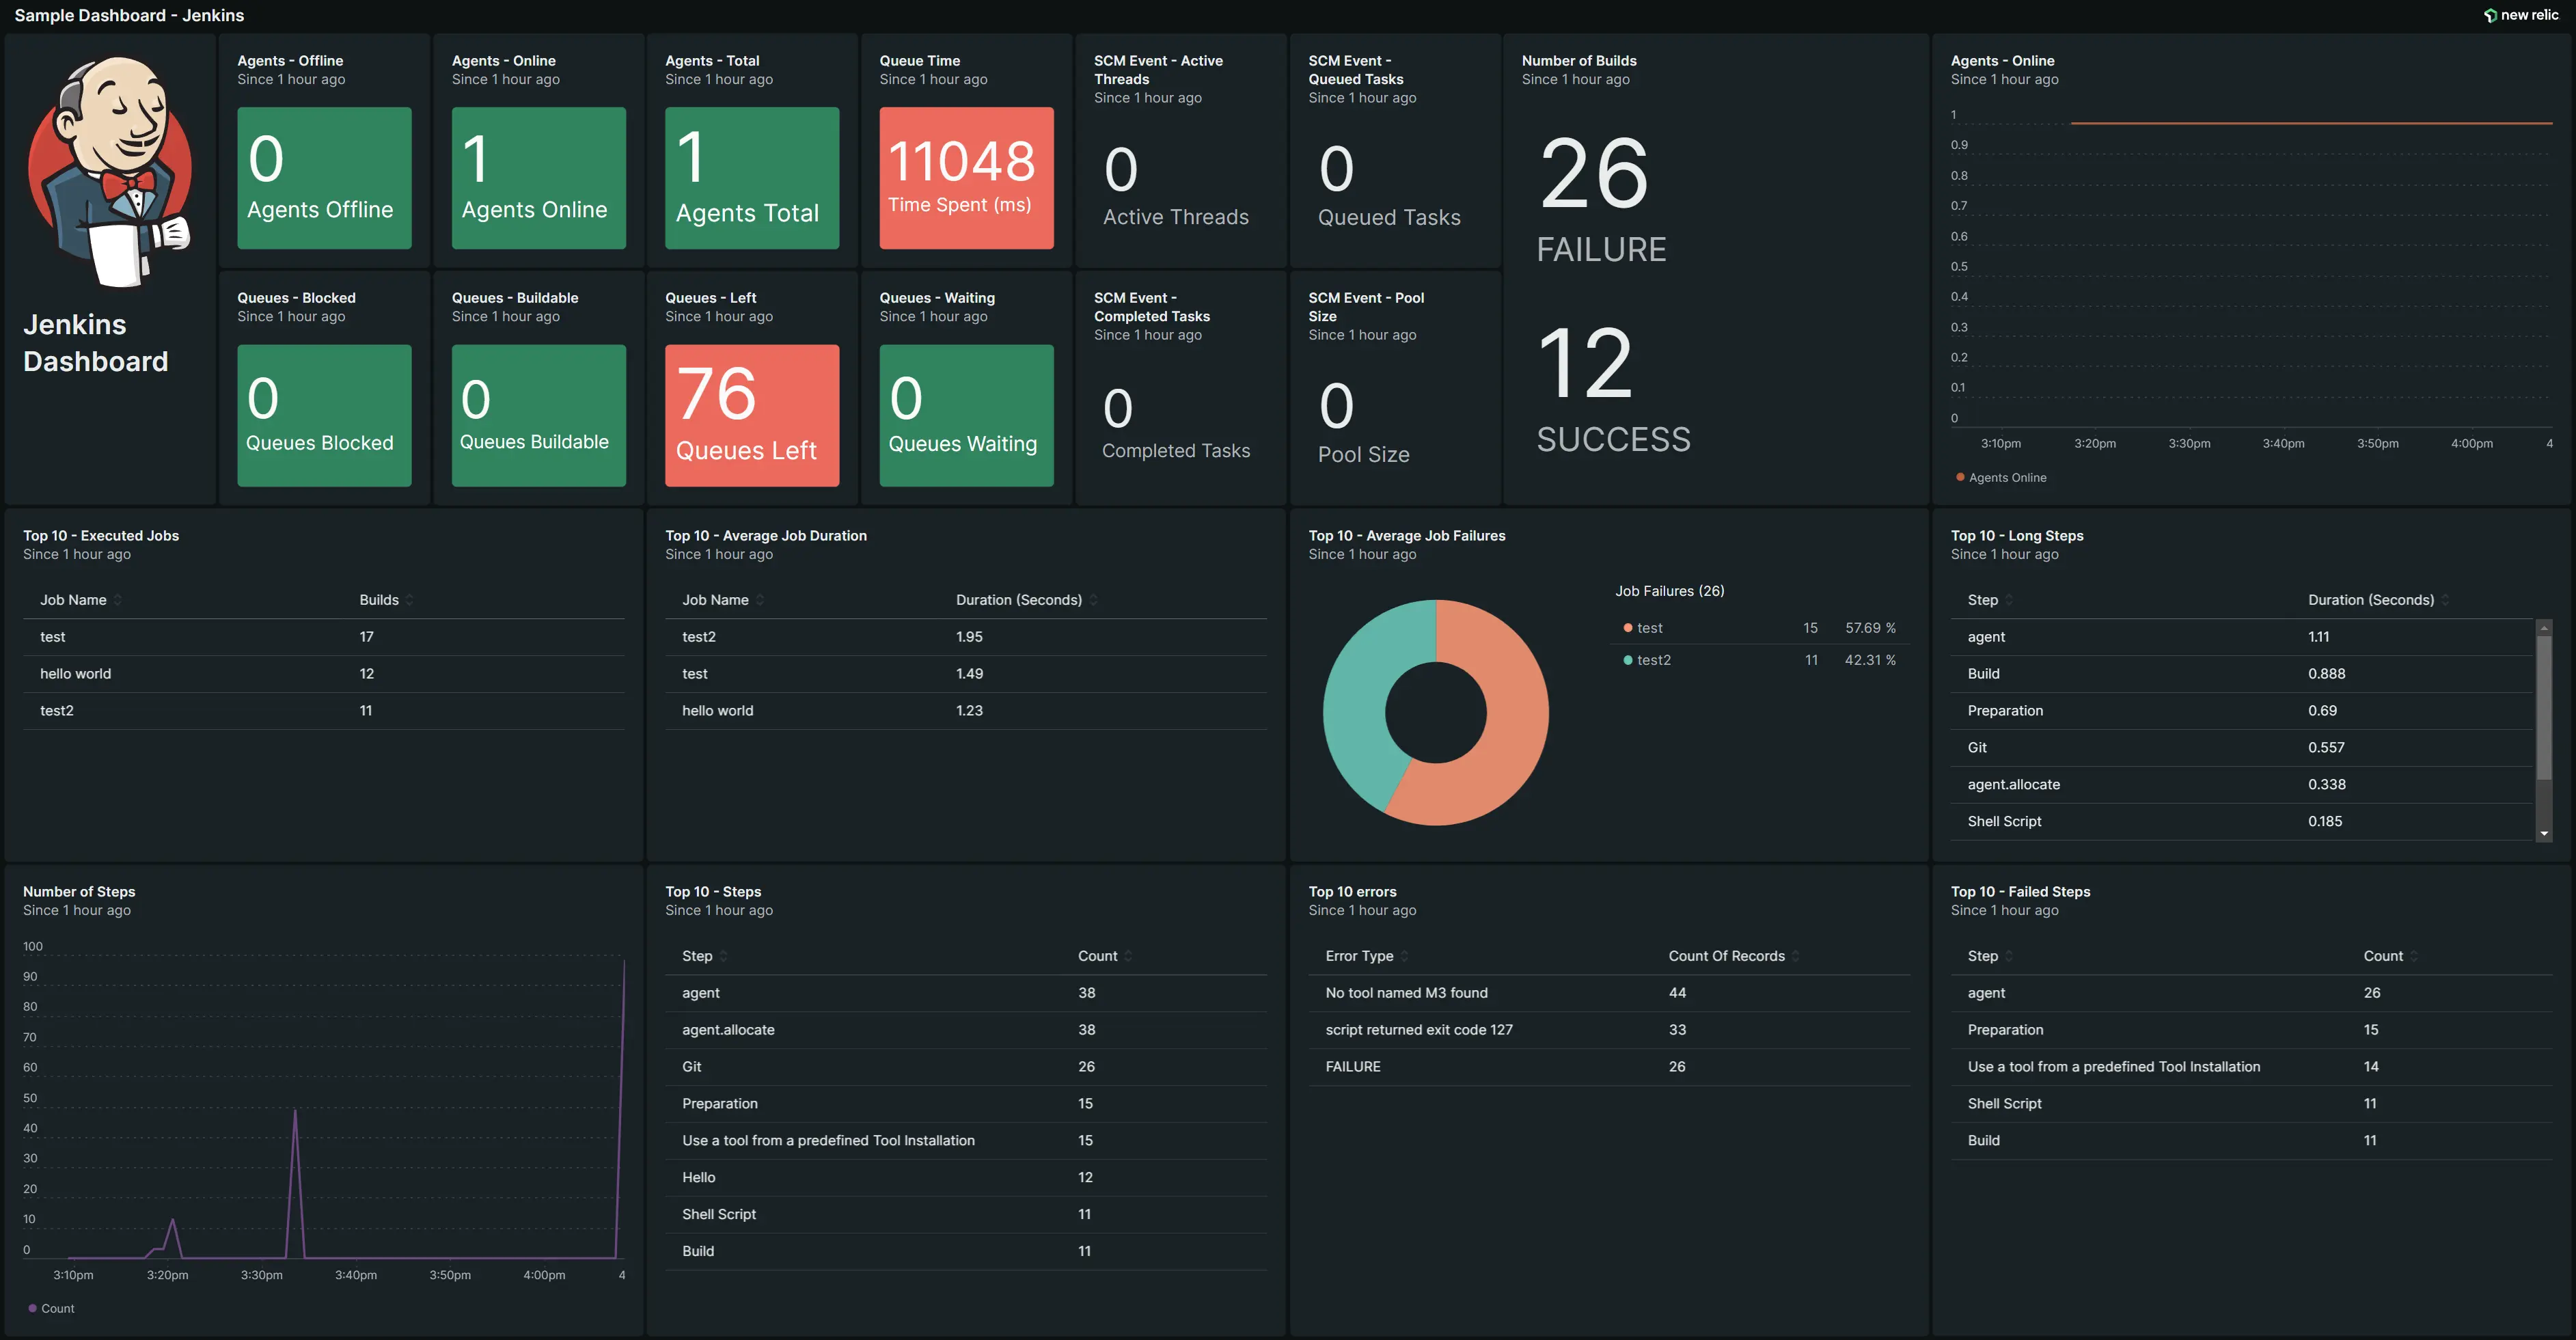 Sample Dashboard - Jenkins
new relic
Jenkins
Dashboard
Agents - Offline
Since 1 hour ago
0
Agents Offline
Agents - Online
Since 1 hour ago
1
Agents Online
Agents - Total
Since 1 hour ago
1
Agents Total
Queue Time
Since 1 hour ago
11048
Time Spent (ms)
SCM Event - Active
Threads
Since 1 hour ago
0
Active Threads
SCM Event -
Queued Tasks
Since 1 hour ago
0
Queued Tasks
Queues - Blocked
Since 1 hour ago
0
Queues Blocked
Queues - Buildable
Since 1 hour ago
0
Queues Buildable
Queues - Left
Since 1 hour ago
76
Queues Left
Queues - Waiting
Since 1 hour ago
0
Queues Waiting
SCM Event -
Completed Tasks
Since 1 hour ago
0
Completed Tasks
SCM Event - Pool
Size
Since 1 hour ago
0
Pool Size
Number of Builds
Since 1 hour ago
26
FAILURE
12
SUCCESS
Agents - Online
Since 1 hour ago
1
0.9
0.8
0.7
0.6
0.5
0.4
0.3
0.2
0.1
0
3:10pm 3:20pm 3:30pm 3:40pm 3:50pm 4:00pm 4
Agents Online
Top 10 - Executed Jobs
Since 1 hour ago
Job Name Builds
test 17
hello world 12
test2 11
Top 10 - Average Job Duration
Since 1 hour ago
Job Name Duration (Seconds)
test2 1.95
test 1.49
hello world 1.23
Top 10 - Average Job Failures
Since 1 hour ago
Job Failures (26)
test 15 57.69 %
test2 11 42.31 %
Top 10 - Long Steps
Since 1 hour ago
Step Duration (Seconds)
agent 1.11
Build 0.888
Preparation 0.69
Git 0.557
agent.allocate 0.338
Shell Script 0.185
Number of Steps
Since 1 hour ago
100
90
80
70
60
50
40
30
20
10
0
3:10pm 3:20pm 3:30pm 3:40pm 3:50pm 4:00pm 4
Count
Top 10 - Steps
Since 1 hour ago
Step Count
agent 38
agent.allocate 38
Git 26
Preparation 15
Use a tool from a predefined Tool Installation 15
Hello 12
Shell Script 11
Build 11
Top 10 errors
Since 1 hour ago
Error Type Count Of Records
No tool named M3 found 44
script returned exit code 127 33
FAILURE 26
Top 10 - Failed Steps
Since 1 hour ago
Step Count
agent 26
Preparation 15
Use a tool from a predefined Tool Installation 14
Shell Script 11
Build 11